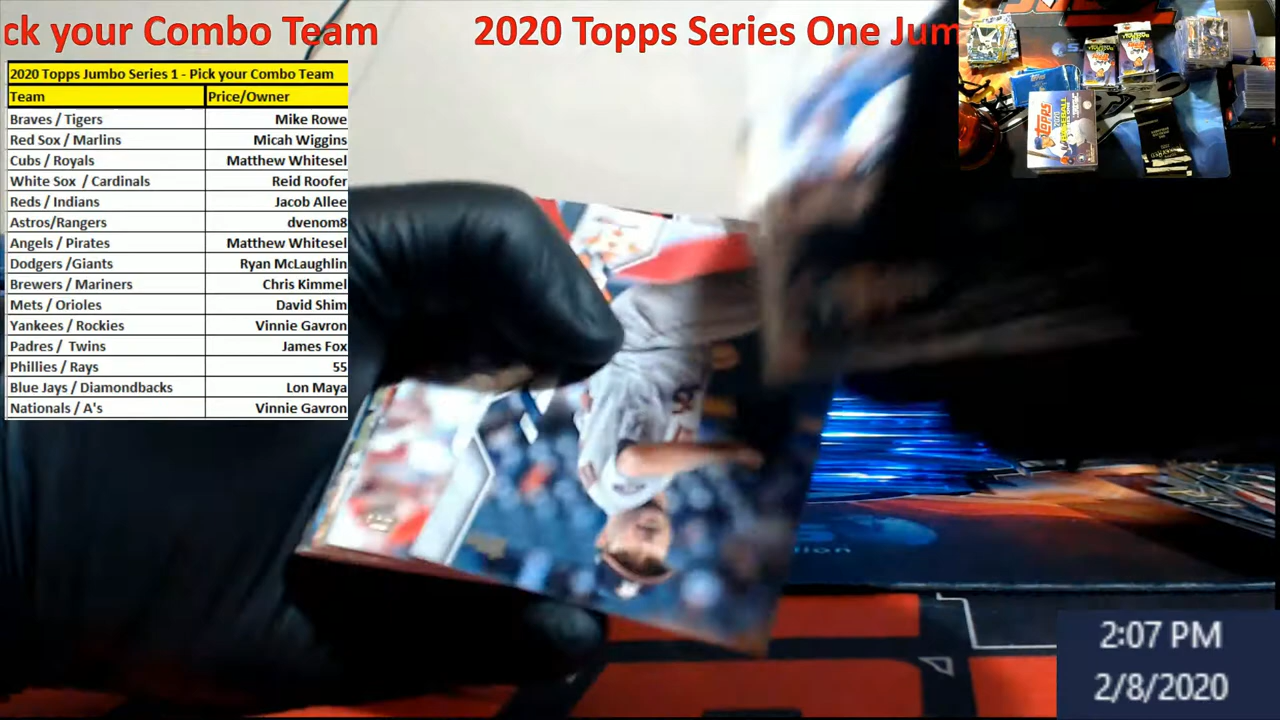 ck your Combo Team 2020 Topps Series One Jum
2020 Topps Jumbo Series 1 - Pick your Combo Team
Team Price/Owner
Braves / Tigers Mike Rowe
Red Sox / Marlins Micah Wiggins
Cubs / Royals Matthew Whitesel
White Sox / Cardinals Reid Roofer
Reds / Indians Jacob Allee
Astros/Rangers dvenom8
Angels / Pirates Matthew Whitesel
Dodgers /Giants Ryan McLaughlin
Brewers / Mariners Chris Kimmel
Mets / Orioles David Shim
Yankees / Rockies Vinnie Gavron
Padres / Twins James Fox
Phillies / Rays 55
Blue Jays / Diamondbacks Lon Maya
Nationals / A's Vinnie Gavron
Topps
2:07 PM
2/8/2020